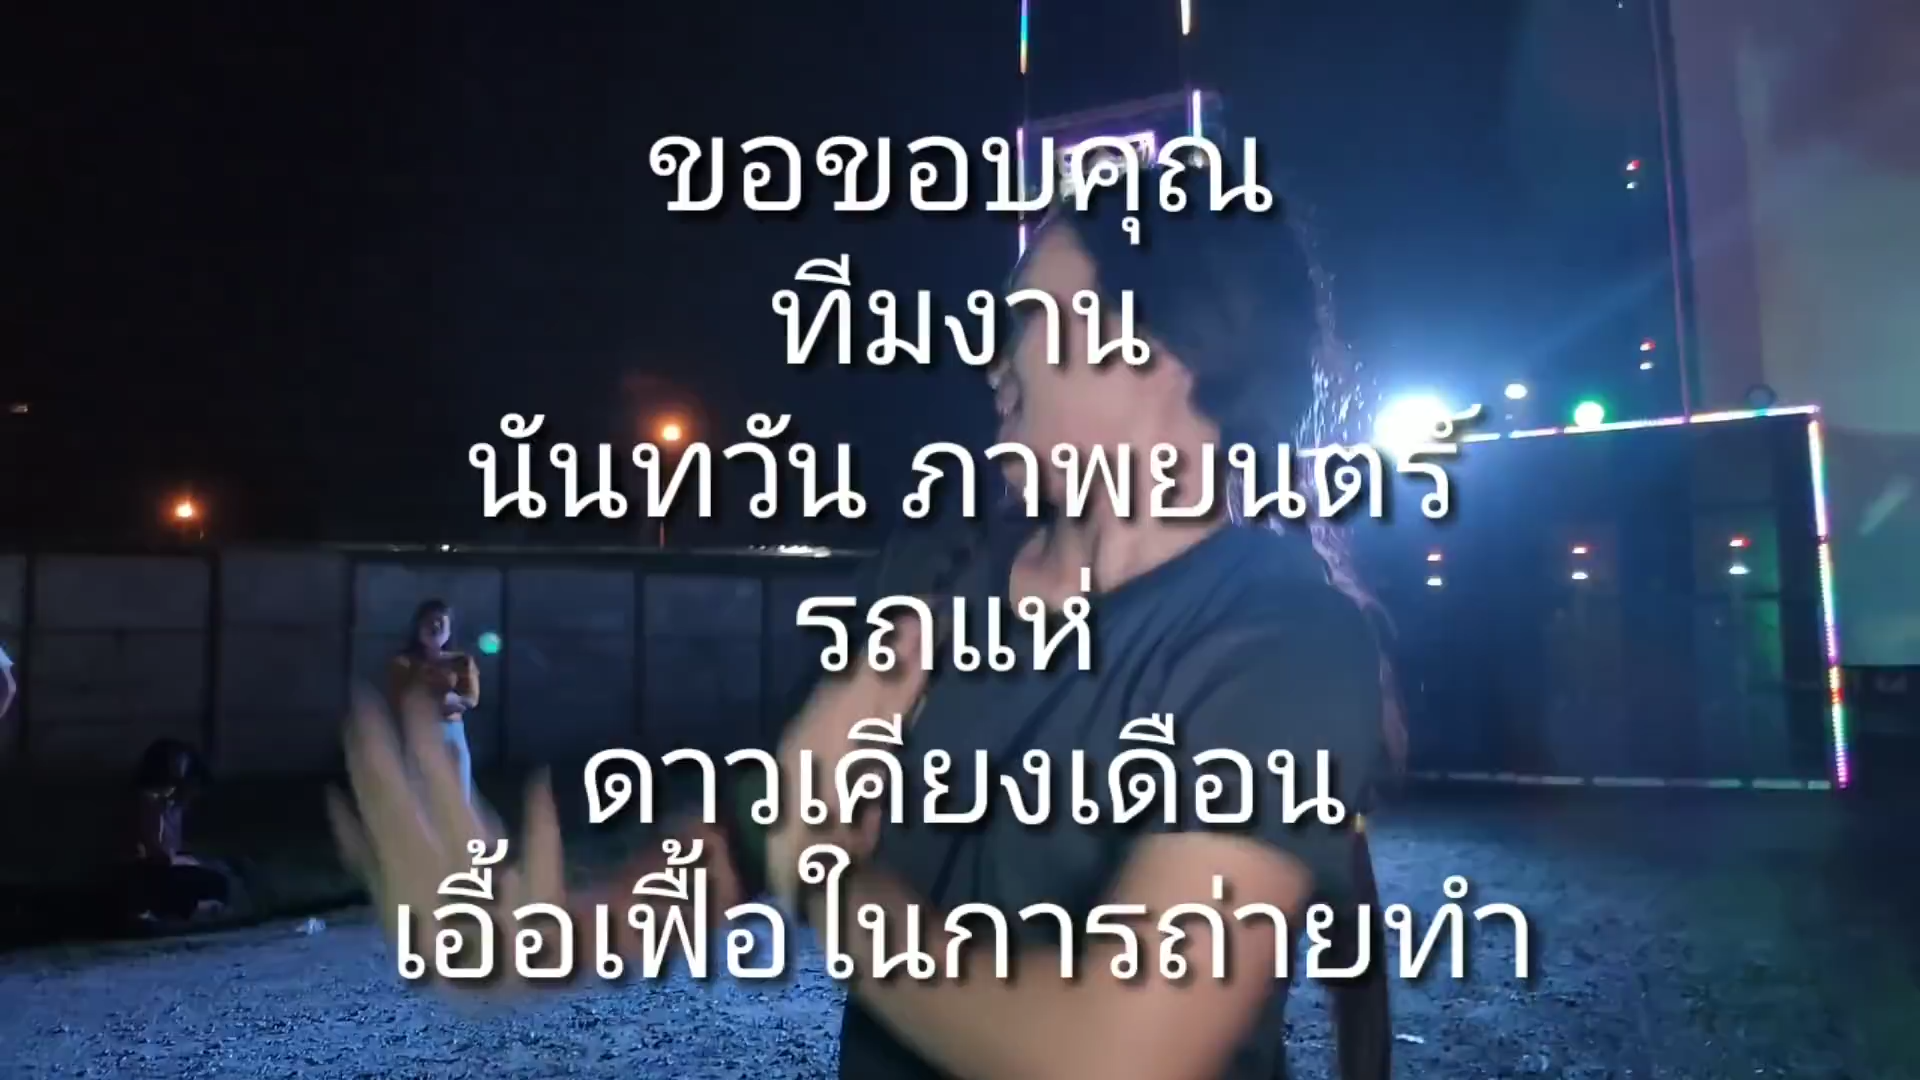 ขอขอบคุณ
ทีมงาน
นันทวัน ภาพยนตร์
รถแห่
ดาวเคียงเดือน
เอื้อเฟื้อในการถ่ายทำ